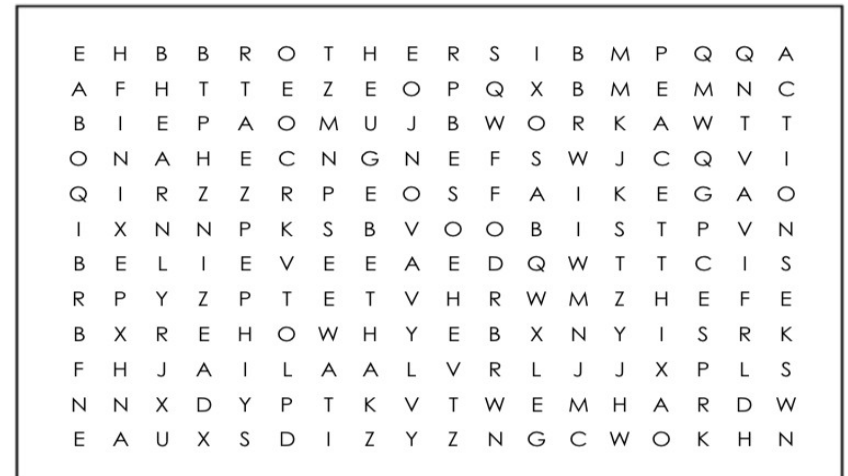 E H B B R O T H E R S I B M P Q Q A
A F H T T E Z E O P Q X B M E M N C
B I E P A O M U J B W O R K A W T T
O N A H E C N G N E F S W J C Q V I
Q I R Z Z R P E O S F A I K E G A O
I X N N P K S B V O O B I S T P V N
B E L I E V E E A E D Q W T T C I S
R P Y Z P T E T V H R W M Z H E F E
B X R E H O W H Y E B X N Y I S R K
F H J A I L A A L V R L J J X P L S
N N X D Y P T K V T W E M H A R D W
E A U X S D I Z Y Z N G C W O K H N